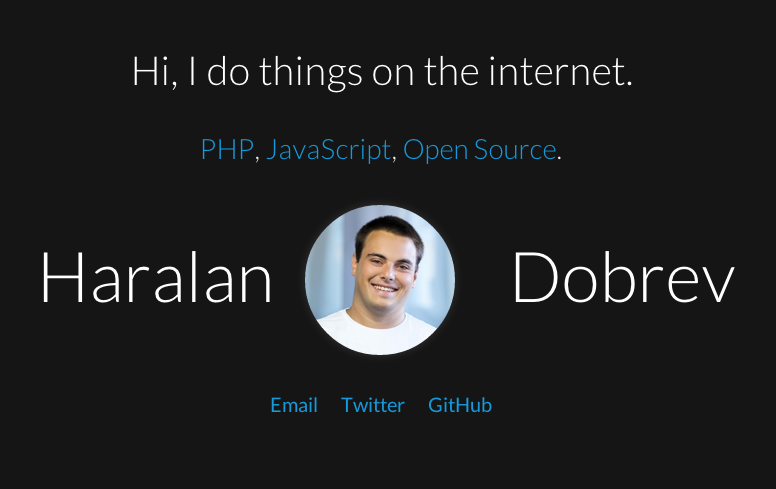 Hi, I do things on the internet.
PHP, JavaScript, Open Source.
Haralan Dobrev
Email Twitter GitHub